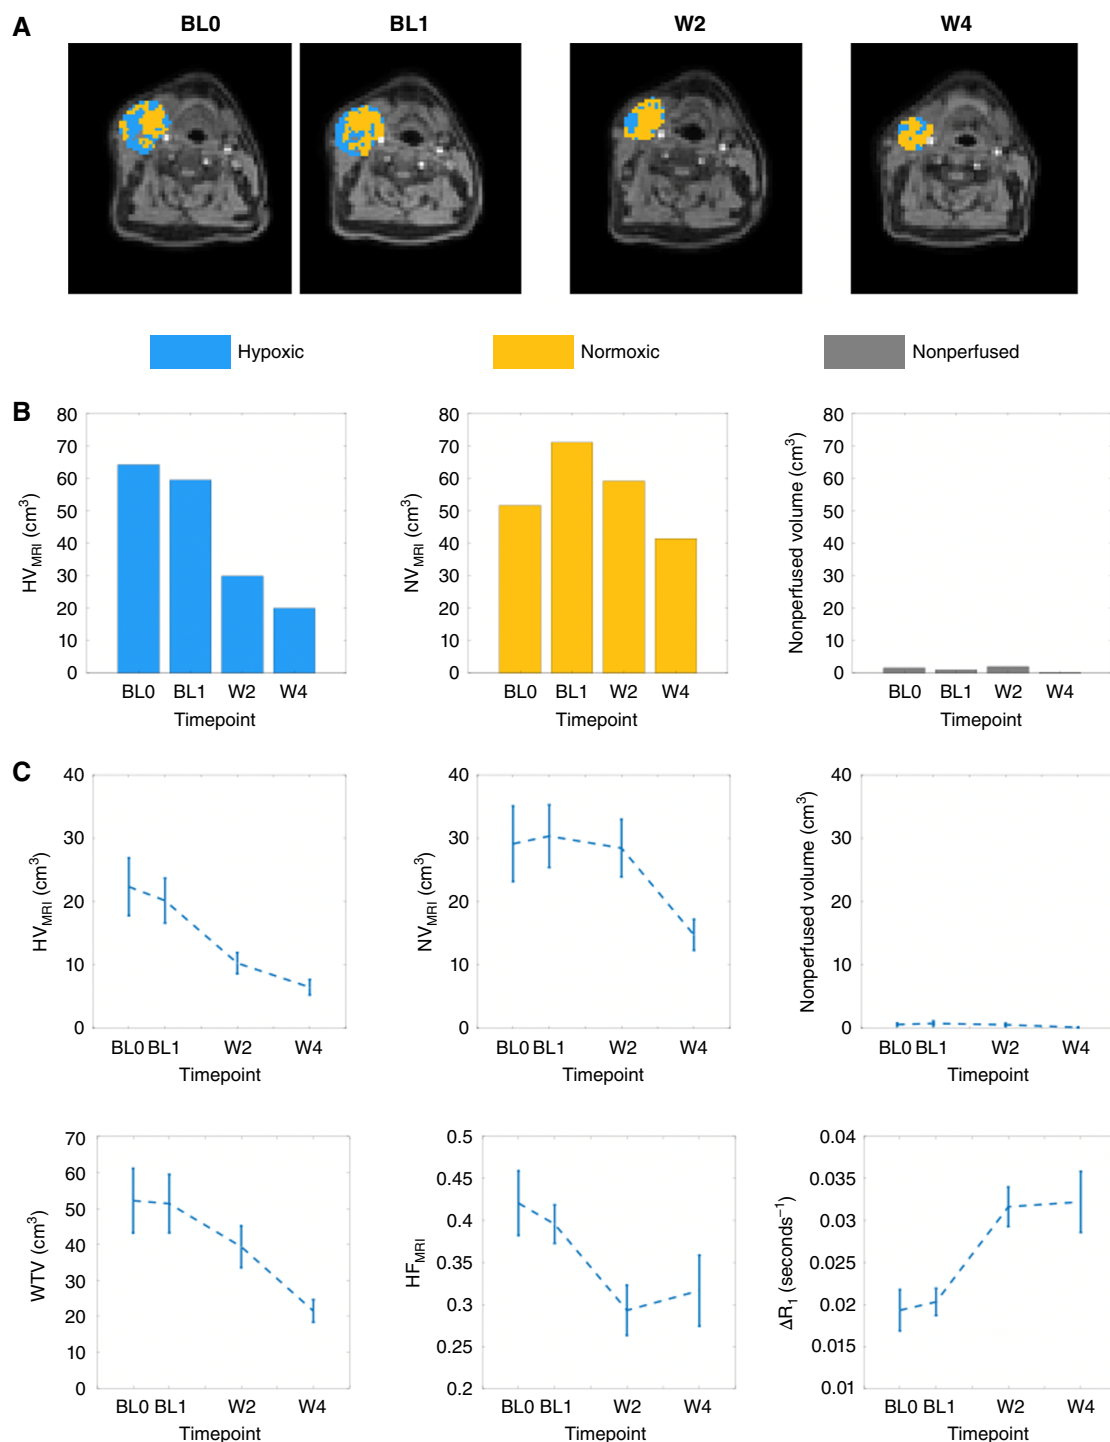 A
BL0 BL1 W2 W4
Hypoxic Normoxic Nonperfused
B
80 70 60 50 40 30 20 10 0
HV_MRI (cm³)
BL0 BL1 W2 W4
Timepoint
80 70 60 50 40 30 20 10 0
NV_MRI (cm³)
BL0 BL1 W2 W4
Timepoint
80 70 60 50 40 30 20 10 0
Nonperfused volume (cm³)
BL0 BL1 W2 W4
Timepoint
C
40 30 20 10 0
HV_MRI (cm³)
BL0 BL1 W2 W4
Timepoint
40 30 20 10 0
NV_MRI (cm³)
BL0 BL1 W2 W4
Timepoint
40 30 20 10 0
Nonperfused volume (cm³)
BL0 BL1 W2 W4
Timepoint
70 60 50 40 30 20 10 0
WTV (cm³)
BL0 BL1 W2 W4
Timepoint
0.5 0.45 0.4 0.35 0.3 0.25 0.2
HF_MRI
BL0 BL1 W2 W4
Timepoint
0.04 0.035 0.03 0.025 0.02 0.015 0.01
ΔR₁ (seconds⁻¹)
BL0 BL1 W2 W4
Timepoint